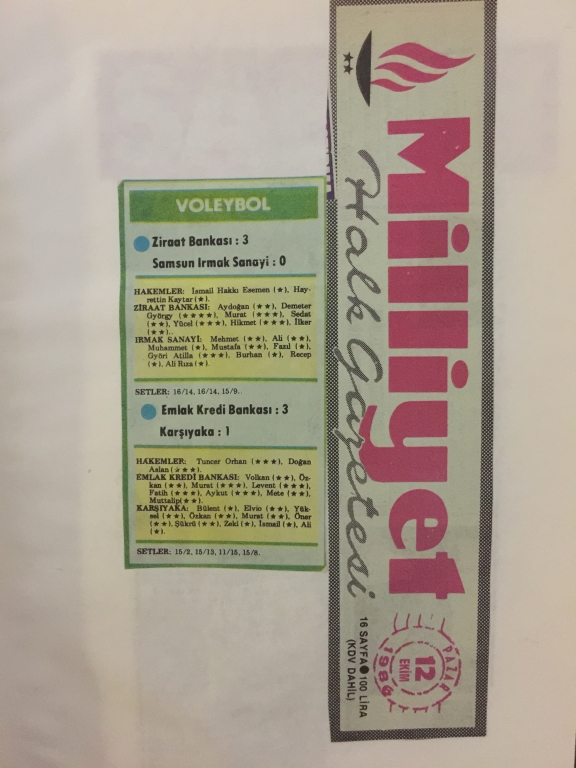 VOLEYBOL
Ziraat Bankası : 3
Samsun Irmak Sanayi : 0
HAKEMLER: İsmail Hakkı Esemen (★), Hay-
rettin Kaytar (★).
ZİRAAT BANKASI: Aydoğan (★★), Demeter
György (★★★★), Murat (★★★), Sedat
(★★), Yücel (★★★), Hikmet (★★★), İlker
(★★)..
IRMAK SANAYİ: Mehmet (★★), Ali (★★),
Muhammet (★), Mustafa (★★), Fazıl (★),
Györi Atilla (★★★), Burhan (★), Recep
(★), Ali Rıza (★).
SETLER: 16/14, 16/14, 15/9..
Emlak Kredi Bankası : 3
Karşıyaka : 1
HAKEMLER: Tuncer Orhan (★★★), Doğan
Aslan (★★★).
EMLAK KREDİ BANKASI: Volkan (★★), Öz-
kan (★★), Murat (★★★), Levent (★★★),
Fatih (★★★), Aykut (★★★), Mete (★★),
Muttalip(★★).
KARŞIYAKA: Bülent (★), Elvio (★★), Yük-
sel (★★), Özkan (★★), Murat (★★), Öner
(★★), Şükrü (★★), Zeki (★), İsmail (★), Ali
(★).
SETLER: 15/2, 15/13, 11/15, 15/8.
★★
Milliyet
Halk Gazetesi
16 SAYFA●100 LİRA
(KDV DAHİL)
PAZAR
12
EKİM
1986